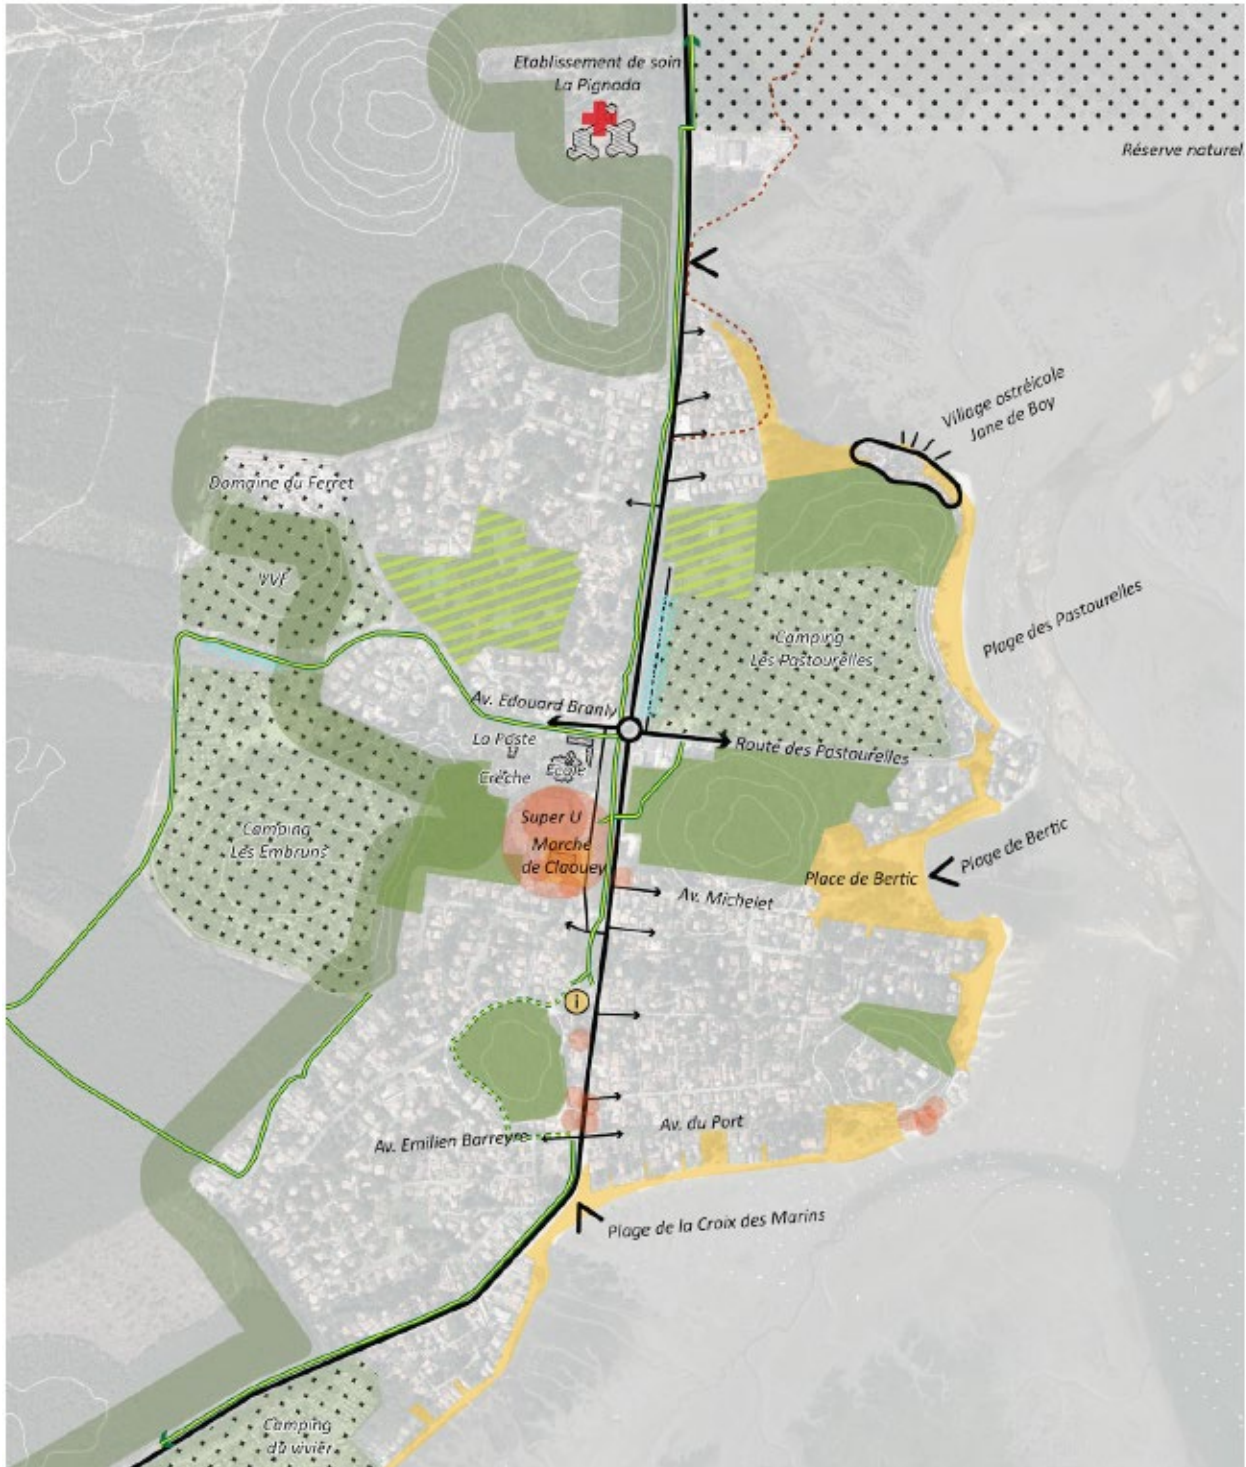 Etablissement de soin
La Pignada
Réserve naturel
Village ostréicole
Jane de Boy
Domaine du Ferret
VVF
Plage des Pastourelles
Camping
Les Pastourelles
Av. Edouard Branly
Route des Pastourelles
La Poste
Ecole
Crèche
Super U
Marché
de Claouey
Camping
Les Embruns
Plage de Bertic
Place de Bertic
Av. Michelet
i
Av. du Port
Av. Emilien Barreyre
Plage de la Croix des Marins
Camping
du vivier